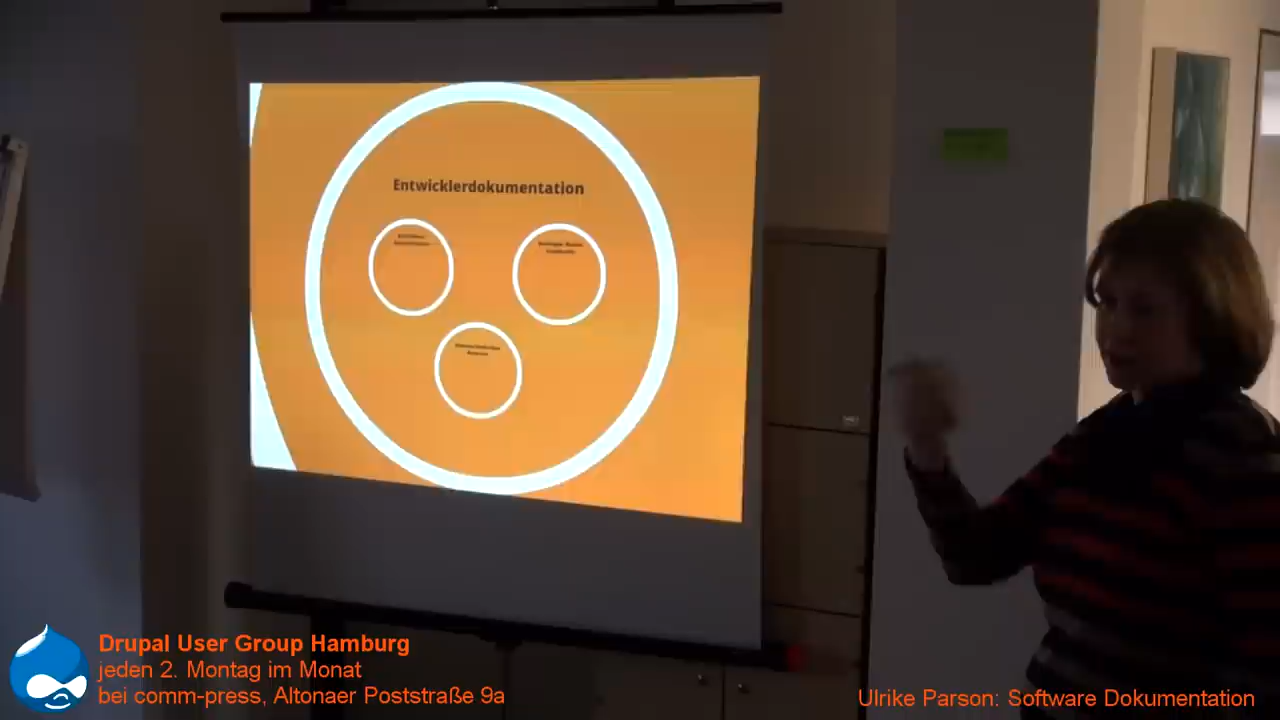 Entwicklerdokumentation
Drupal User Group Hamburg
jeden 2. Montag im Monat
bei comm-press, Altonaer Poststraße 9a
Ulrike Parson: Software Dokumentation